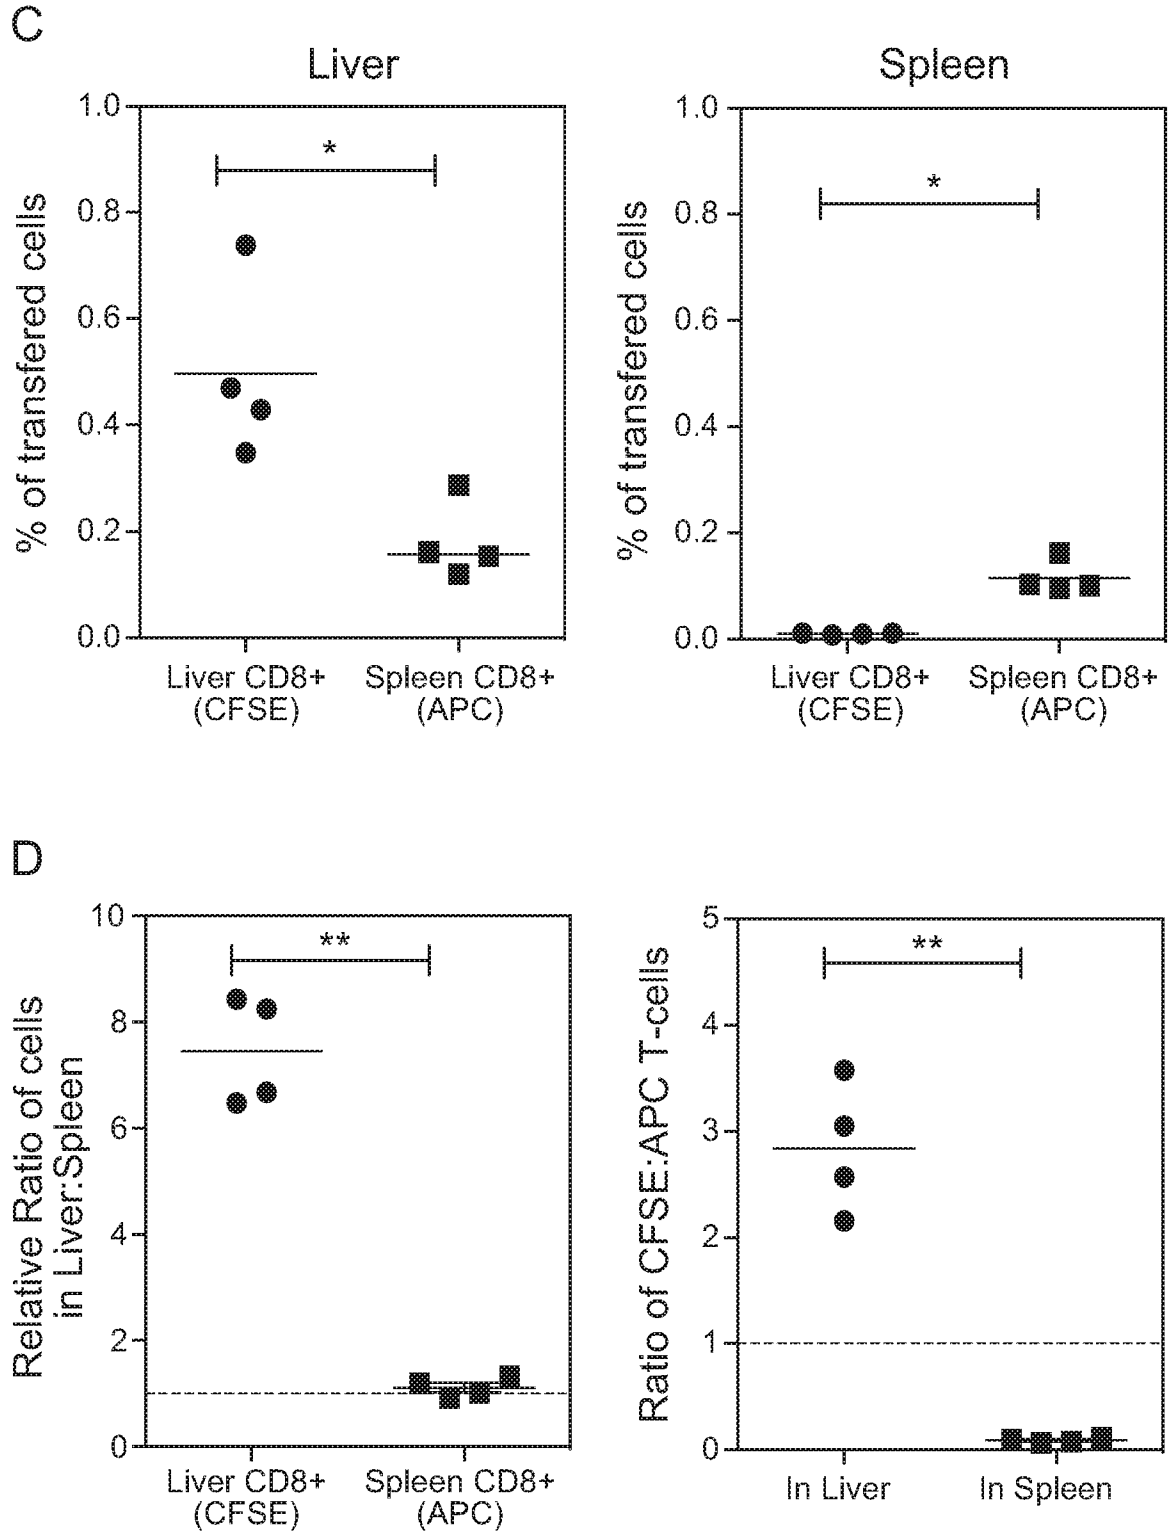 C
Liver
% of transfered cells
1.0
0.8
0.6
0.4
0.2
0.0
*
Liver CD8+
(CFSE)
Spleen CD8+
(APC)
Spleen
% of transfered cells
1.0
0.8
0.6
0.4
0.2
0.0
*
Liver CD8+
(CFSE)
Spleen CD8+
(APC)
D
Relative Ratio of cells
in Liver:Spleen
10
8
6
4
2
0
**
Liver CD8+
(CFSE)
Spleen CD8+
(APC)
Ratio of CFSE:APC T-cells
5
4
3
2
1
0
**
In Liver
In Spleen